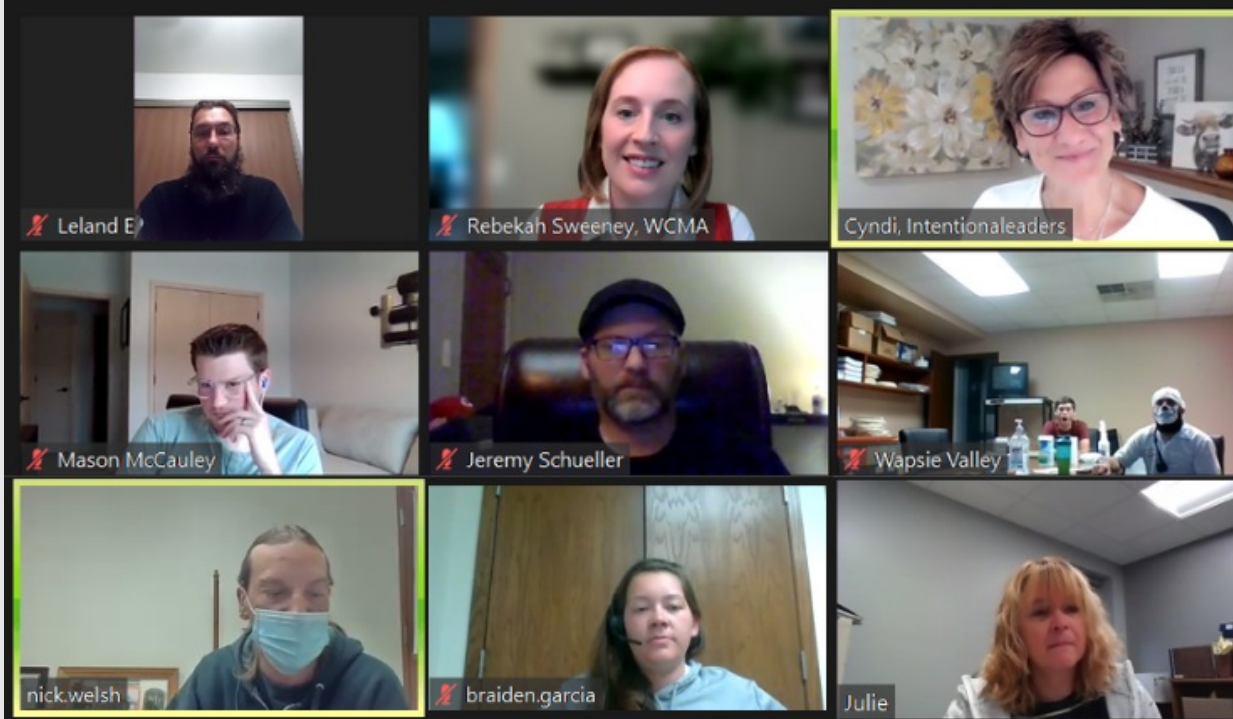 Leland E
Rebekah Sweeney, WCMA
Cyndi, Intentionaleaders
Mason McCauley
Jeremy Schueller
Wapsie Valley
nick.welsh
braiden.garcia
Julie